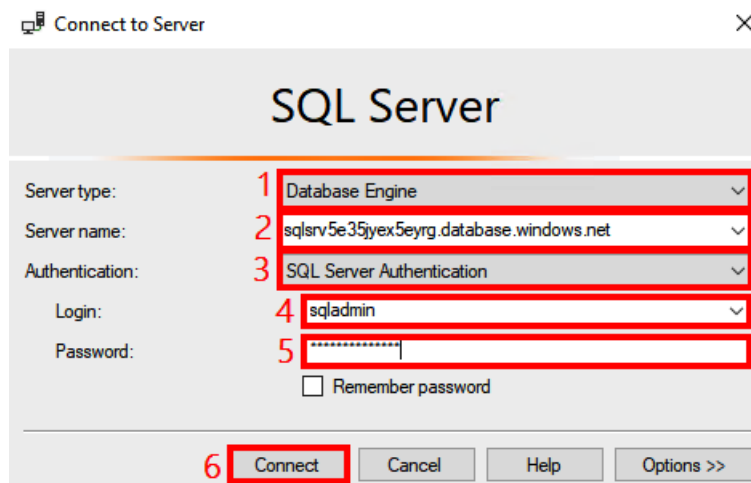 Connect to Server
SQL Server
Server type: 1 Database Engine
Server name: 2 sqlsrv5e35jyex5eyrg.database.windows.net
Authentication: 3 SQL Server Authentication
Login: 4 sqladmin
Password: 5 **************
Remember password
6 Connect Cancel Help Options >>